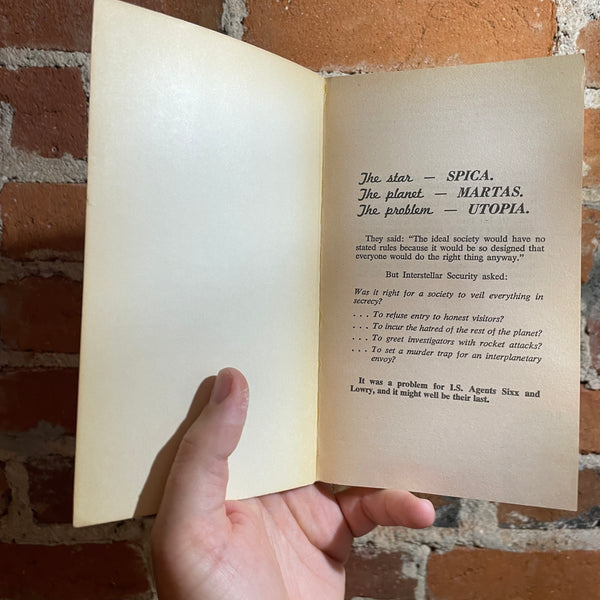 The star — SPICA.
The planet — MARTAS.
The problem — UTOPIA.
They said: "The ideal society would have no
stated rules because it would be so designed that
everyone would do the right thing anyway."
But Interstellar Security asked:
Was it right for a society to veil everything in
secrecy?
. . . To refuse entry to honest visitors?
. . . To incur the hatred of the rest of the planet?
. . . To greet investigators with rocket attacks?
. . . To set a murder trap for an interplanetary
envoy?
It was a problem for I.S. Agents Sixx and
Lowry, and it might well be their last.